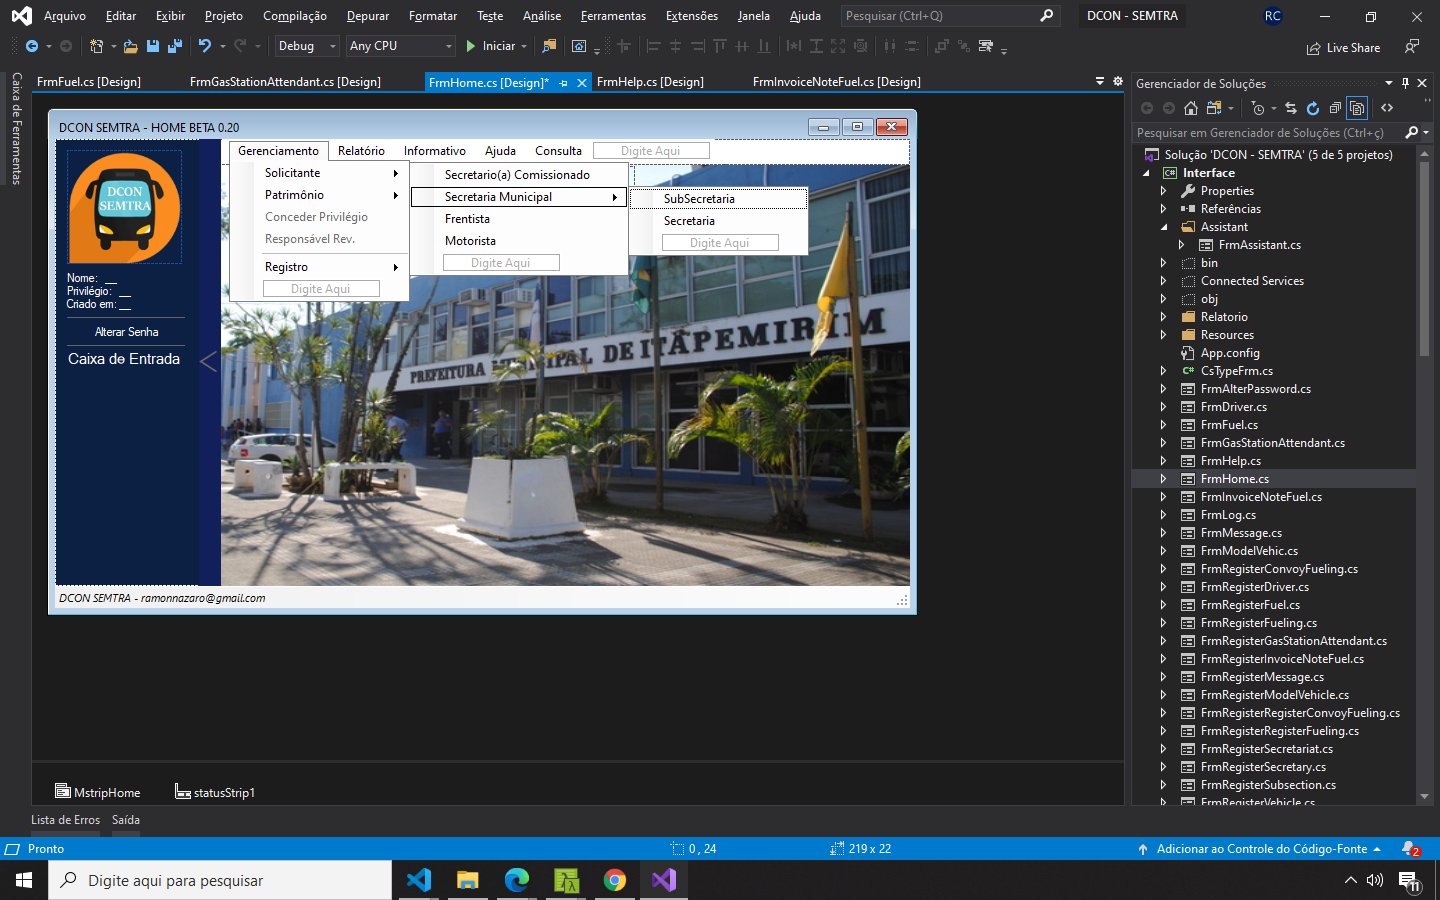 Arquivo Editar Exibir Projeto Compilação Depurar Formatar Teste Análise Ferramentas Extensões Janela Ajuda Pesquisar (Ctrl+Q) DCON - SEMTRA RC
Debug Any CPU Iniciar Live Share
Caixa de Ferramentas
FrmFuel.cs [Design] FrmGasStationAttendant.cs [Design] FrmHome.cs [Design]* FrmHelp.cs [Design] FrmInvoiceNoteFuel.cs [Design]
DCON SEMTRA - HOME BETA 0.20
DCON
SEMTRA
Nome: __
Privilégio: __
Criado em: __
Alterar Senha
Caixa de Entrada
Gerenciamento Relatório Informativo Ajuda Consulta Digite Aqui
Solicitante
Patrimônio
Conceder Privilégio
Responsável Rev.
Registro
Digite Aqui
Secretario(a) Comissionado
Secretaria Municipal
Frentista
Motorista
Digite Aqui
SubSecretaria
Secretaria
Digite Aqui
PREFEITURA MUNICIPAL DE ITAPEMIRIM
DCON SEMTRA - ramonnazaro@gmail.com
MstripHome statusStrip1
Gerenciador de Soluções
Pesquisar em Gerenciador de Soluções (Ctrl+ç)
Solução 'DCON - SEMTRA' (5 de 5 projetos)
Interface
Properties
Referências
Assistant
FrmAssistant.cs
bin
Connected Services
obj
Relatorio
Resources
App.config
CsTypeFrm.cs
FrmAlterPassword.cs
FrmDriver.cs
FrmFuel.cs
FrmGasStationAttendant.cs
FrmHelp.cs
FrmHome.cs
FrmInvoiceNoteFuel.cs
FrmLog.cs
FrmMessage.cs
FrmModelVehic.cs
FrmRegisterConvoyFueling.cs
FrmRegisterDriver.cs
FrmRegisterFuel.cs
FrmRegisterFueling.cs
FrmRegisterGasStationAttendant.cs
FrmRegisterInvoiceNoteFuel.cs
FrmRegisterMessage.cs
FrmRegisterModelVehicle.cs
FrmRegisterRegisterConvoyFueling.cs
FrmRegisterRegisterFueling.cs
FrmRegisterSecretariat.cs
FrmRegisterSecretary.cs
FrmRegisterSubsection.cs
FrmRegisterVehicle.cs
Lista de Erros Saída
Pronto 0 , 24 219 x 22 Adicionar ao Controle do Código-Fonte 2
Digite aqui para pesquisar 11